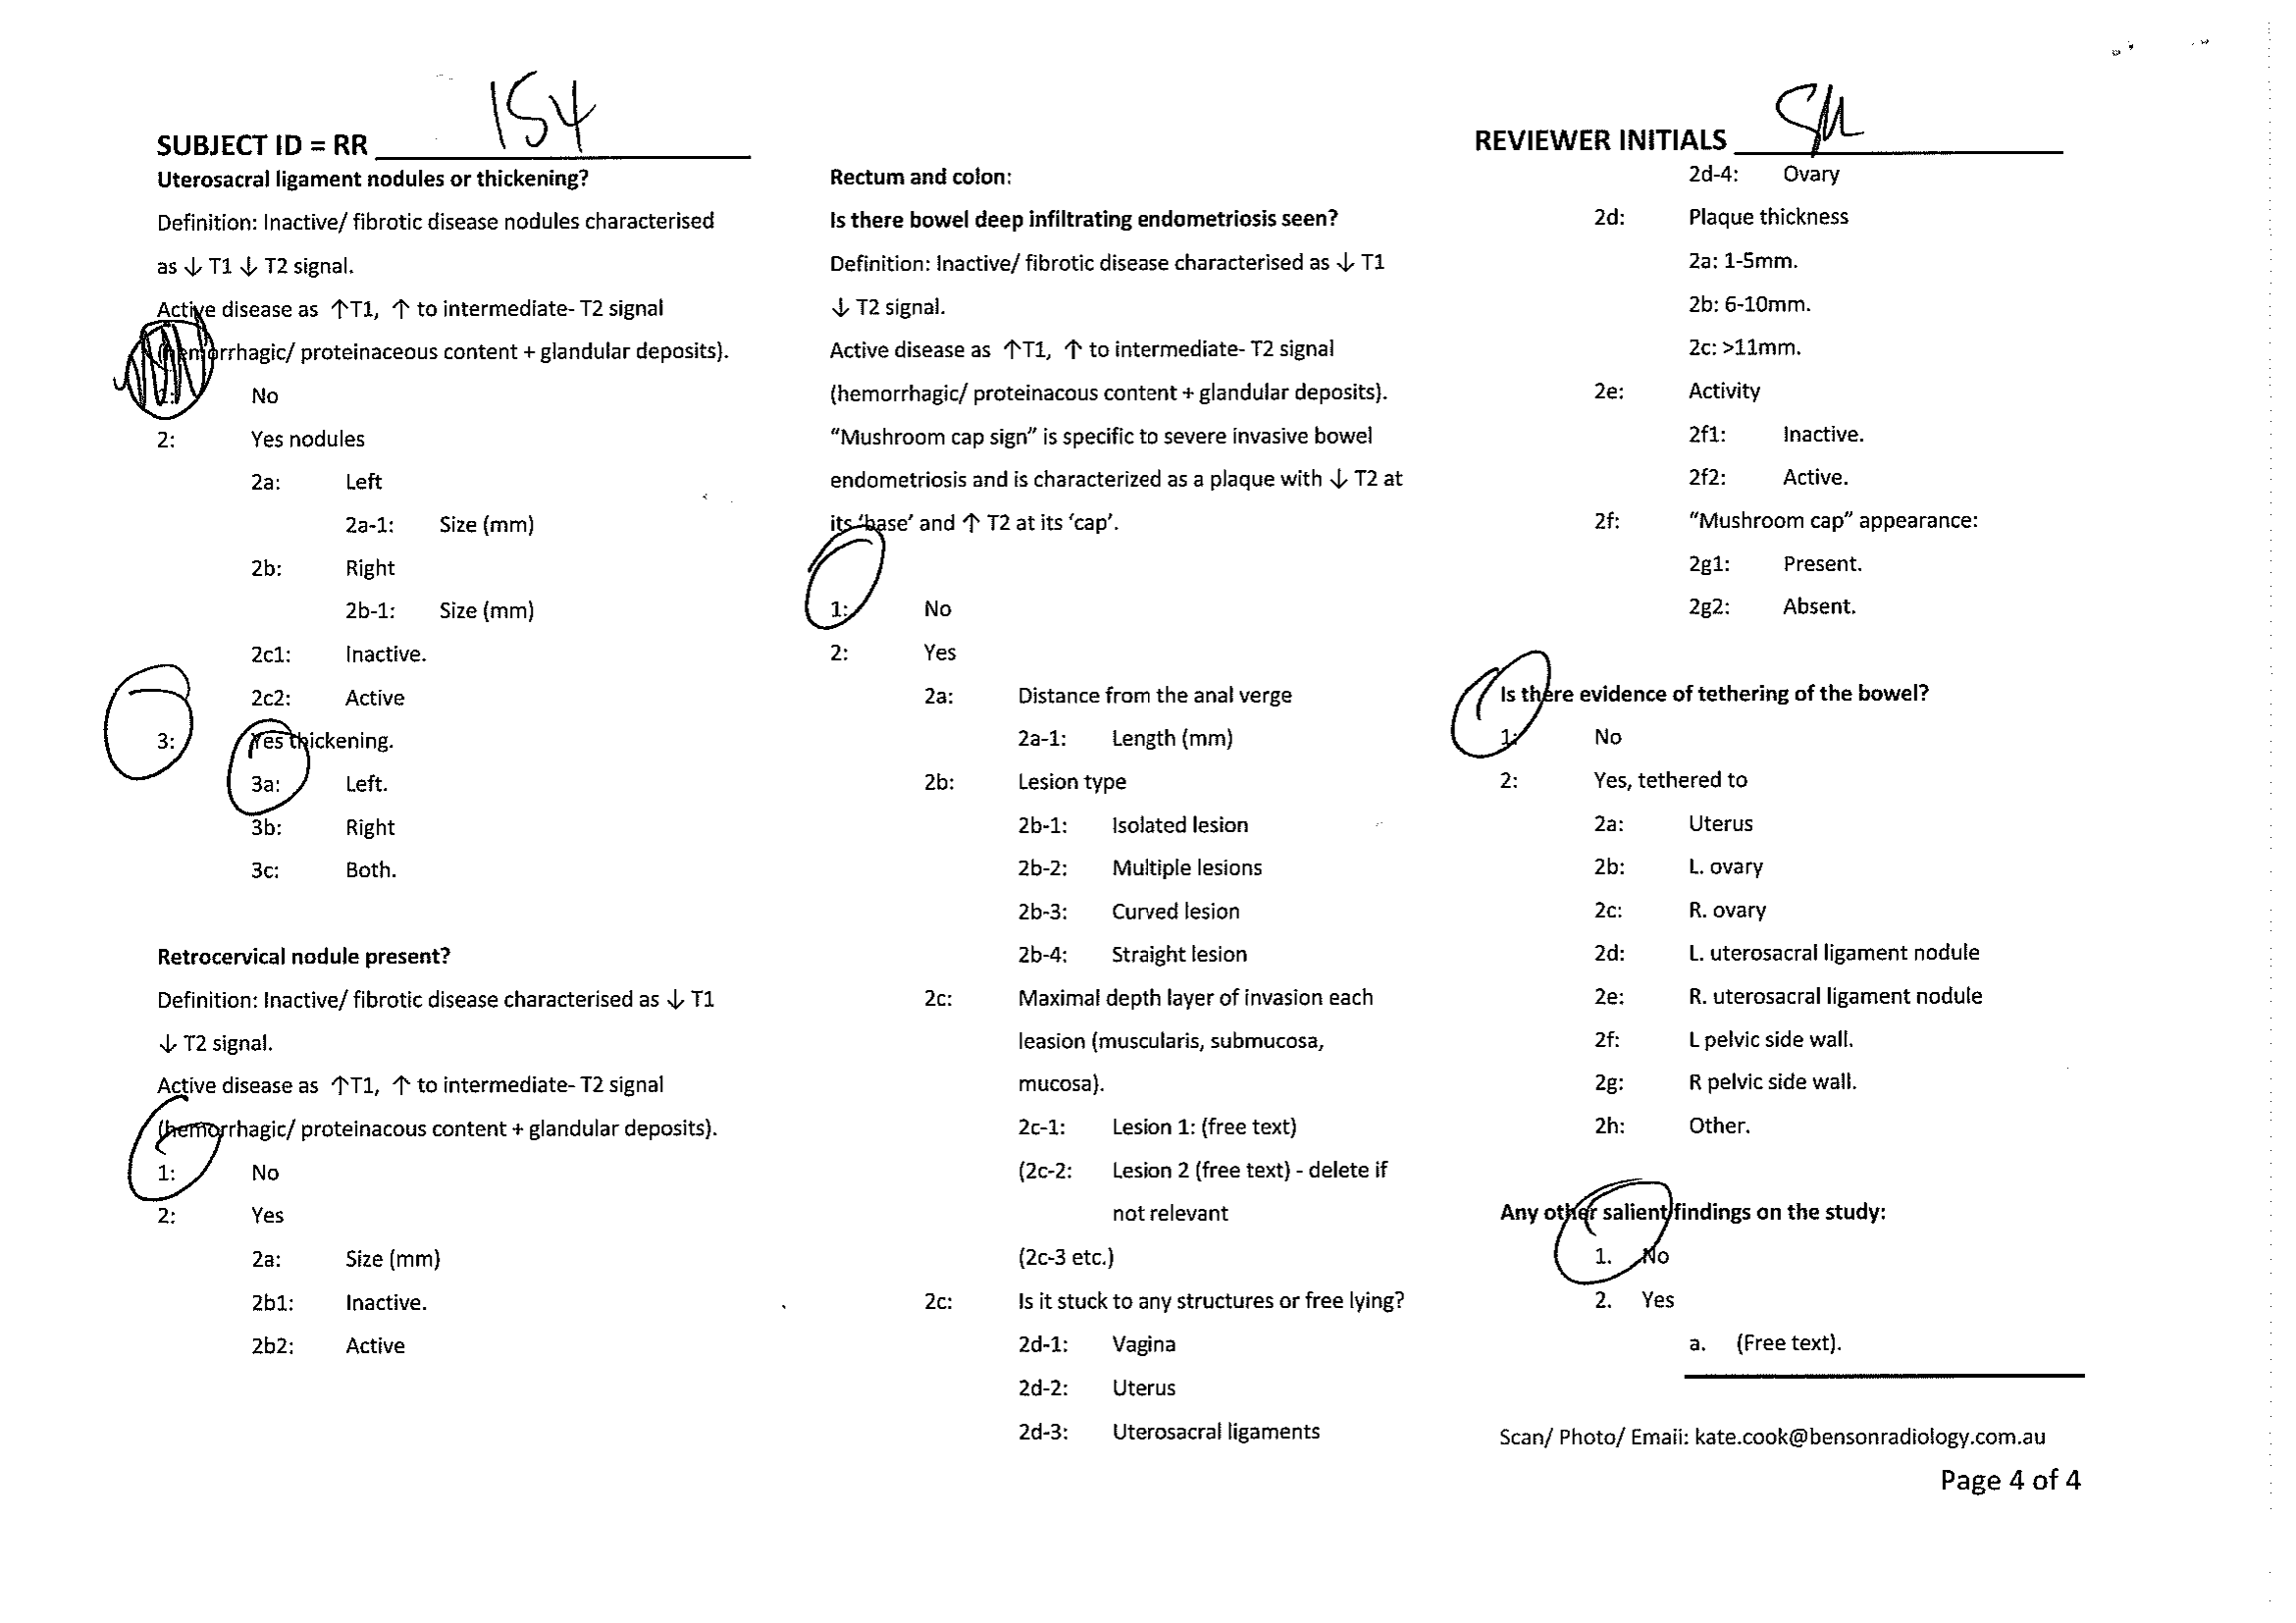 SUBJECT ID = RR 154
Uterosacral ligament nodules or thickening?
Definition: Inactive/ fibrotic disease nodules characterised
as ↓ T1 ↓ T2 signal.
Active disease as ↑T1, ↑ to intermediate- T2 signal
(hemorrhagic/ proteinaceous content + glandular deposits).
1: No
2: Yes nodules
2a: Left
2a-1: Size (mm)
2b: Right
2b-1: Size (mm)
2c1: Inactive.
2c2: Active
3: Yes thickening.
3a: Left.
3b: Right
3c: Both.
Retrocervical nodule present?
Definition: Inactive/ fibrotic disease characterised as ↓ T1
↓ T2 signal.
Active disease as ↑T1, ↑ to intermediate- T2 signal
(hemorrhagic/ proteinacous content + glandular deposits).
1: No
2: Yes
2a: Size (mm)
2b1: Inactive.
2b2: Active
Rectum and colon:
Is there bowel deep infiltrating endometriosis seen?
Definition: Inactive/ fibrotic disease characterised as ↓ T1
↓ T2 signal.
Active disease as ↑T1, ↑ to intermediate- T2 signal
(hemorrhagic/ proteinacous content + glandular deposits).
“Mushroom cap sign” is specific to severe invasive bowel
endometriosis and is characterized as a plaque with ↓ T2 at
its ‘base’ and ↑ T2 at its ‘cap’.
1: No
2: Yes
2a: Distance from the anal verge
2a-1: Length (mm)
2b: Lesion type
2b-1: Isolated lesion
2b-2: Multiple lesions
2b-3: Curved lesion
2b-4: Straight lesion
2c: Maximal depth layer of invasion each
leasion (muscularis, submucosa,
mucosa).
2c-1: Lesion 1: (free text)
(2c-2: Lesion 2 (free text) - delete if
not relevant
(2c-3 etc.)
2c: Is it stuck to any structures or free lying?
2d-1: Vagina
2d-2: Uterus
2d-3: Uterosacral ligaments
REVIEWER INITIALS
2d-4: Ovary
2d: Plaque thickness
2a: 1-5mm.
2b: 6-10mm.
2c: >11mm.
2e: Activity
2f1: Inactive.
2f2: Active.
2f: “Mushroom cap” appearance:
2g1: Present.
2g2: Absent.
Is there evidence of tethering of the bowel?
1: No
2: Yes, tethered to
2a: Uterus
2b: L. ovary
2c: R. ovary
2d: L. uterosacral ligament nodule
2e: R. uterosacral ligament nodule
2f: L pelvic side wall.
2g: R pelvic side wall.
2h: Other.
Any other salient findings on the study:
1. No
2. Yes
a. (Free text).
Scan/ Photo/ Email: kate.cook@bensonradiology.com.au
Page 4 of 4